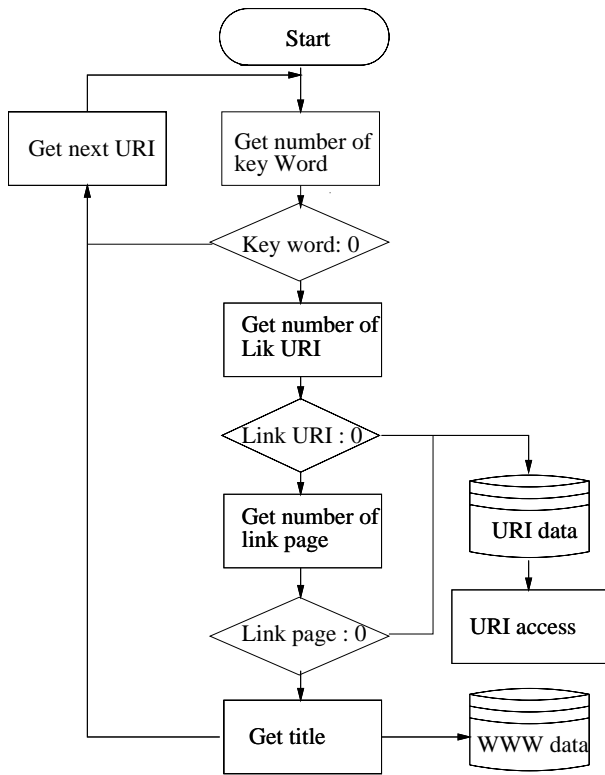 Start
Get next URI
Get number of
key Word
Key word: 0
Get number of
Lik URI
Link URI : 0
URI data
Get number of
link page
Link page : 0
URI access
Get title
WWW data